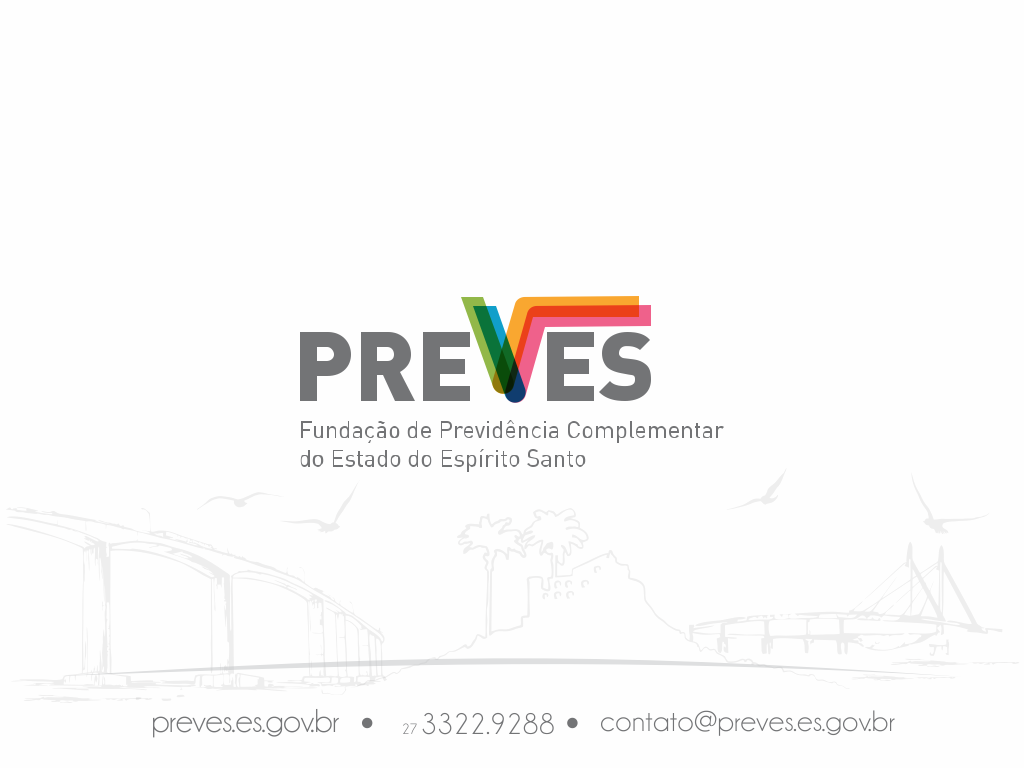 PREVES
Fundação de Previdência Complementar
do Estado do Espírito Santo
preves.es.gov.br • 27 3322.9288 • contato@preves.es.gov.br